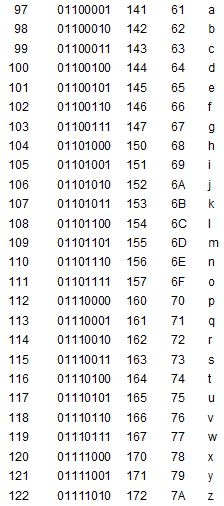 97 01100001 141 61 a
98 01100010 142 62 b
99 01100011 143 63 c
100 01100100 144 64 d
101 01100101 145 65 e
102 01100110 146 66 f
103 01100111 147 67 g
104 01101000 150 68 h
105 01101001 151 69 i
106 01101010 152 6A j
107 01101011 153 6B k
108 01101100 154 6C l
109 01101101 155 6D m
110 01101110 156 6E n
111 01101111 157 6F o
112 01110000 160 70 p
113 01110001 161 71 q
114 01110010 162 72 r
115 01110011 163 73 s
116 01110100 164 74 t
117 01110101 165 75 u
118 01110110 166 76 v
119 01110111 167 77 w
120 01111000 170 78 x
121 01111001 171 79 y
122 01111010 172 7A z